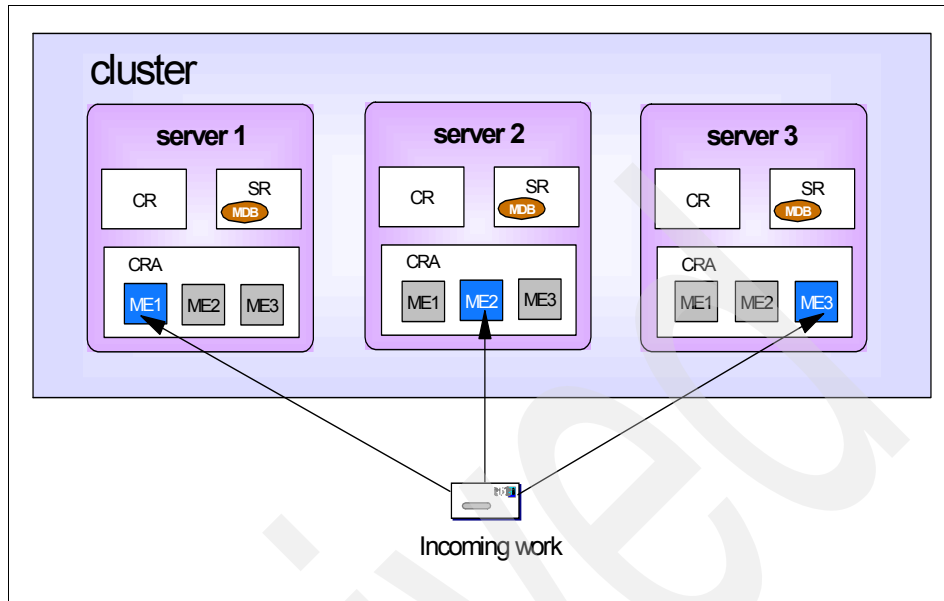 cluster
server 1
server 2
server 3
CR
SR
MDB
CR
SR
MDB
CR
SR
MDB
CRA
ME1 ME2 ME3
CRA
ME1 ME2 ME3
CRA
ME1 ME2 ME3
Incoming work